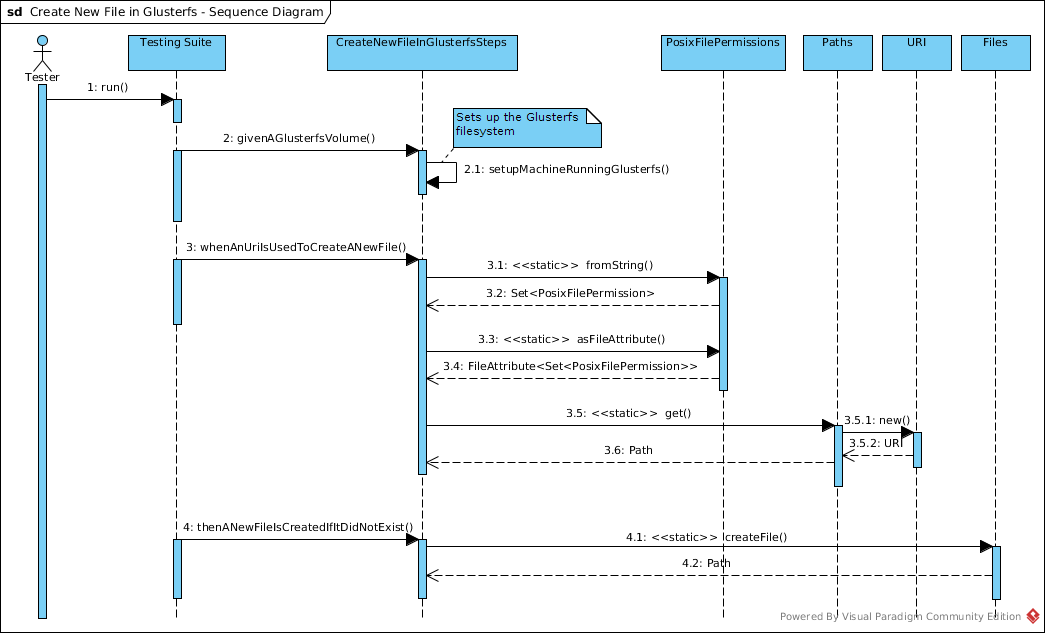 sd Create New File in Glusterfs - Sequence Diagram
Tester
Testing Suite
CreateNewFileInGlusterfsSteps
PosixFilePermissions
Paths
URI
Files
1: run()
Sets up the Glusterfs
filesystem
2: givenAGlusterfsVolume()
2.1: setupMachineRunningGlusterfs()
3: whenAnUriIsUsedToCreateANewFile()
3.1: <<static>> fromString()
3.2: Set<PosixFilePermission>
3.3: <<static>> asFileAttribute()
3.4: FileAttribute<Set<PosixFilePermission>>
3.5: <<static>> get()
3.5.1: new()
3.5.2: URI
3.6: Path
4: thenANewFileIsCreatedIfItDidNotExist()
4.1: <<static>> createFile()
4.2: Path
Powered By Visual Paradigm Community Edition